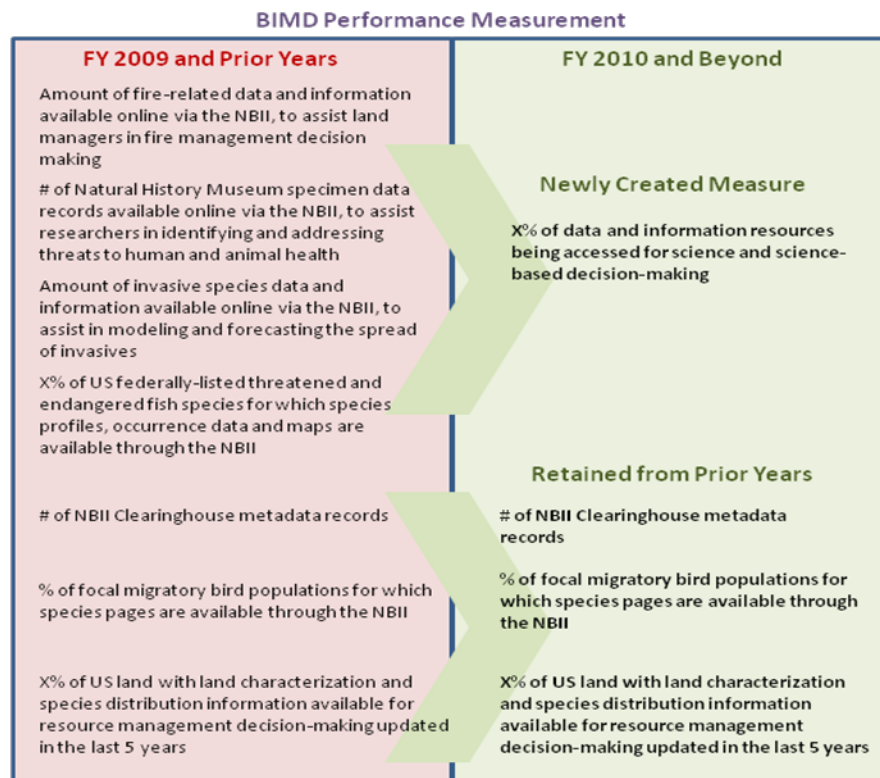 BIMD Performance Measurement
FY 2009 and Prior Years
Amount of fire-related data and information
available online via the NBII, to assist land
managers in fire management decision
making
# of Natural History Museum specimen data
records available online via the NBII, to assist
researchers in identifying and addressing
threats to human and animal health
Amount of invasive species data and
information available online via the NBII, to
assist in modeling and forecasting the spread
of invasives
X% of US federally-listed threatened and
endangered fish species for which species
profiles, occurrence data and maps are
available through the NBII
# of NBII Clearinghouse metadata records
% of focal migratory bird populations for which
species pages are available through the NBII
X% of US land with land characterization and
species distribution information available for
resource management decision-making updated
in the last 5 years
FY 2010 and Beyond
Newly Created Measure
X% of data and information resources
being accessed for science and science-
based decision-making
Retained from Prior Years
# of NBII Clearinghouse metadata
records
% of focal migratory bird populations for
which species pages are available through
the NBII
X% of US land with land characterization
and species distribution information
available for resource management
decision-making updated in the last 5 years